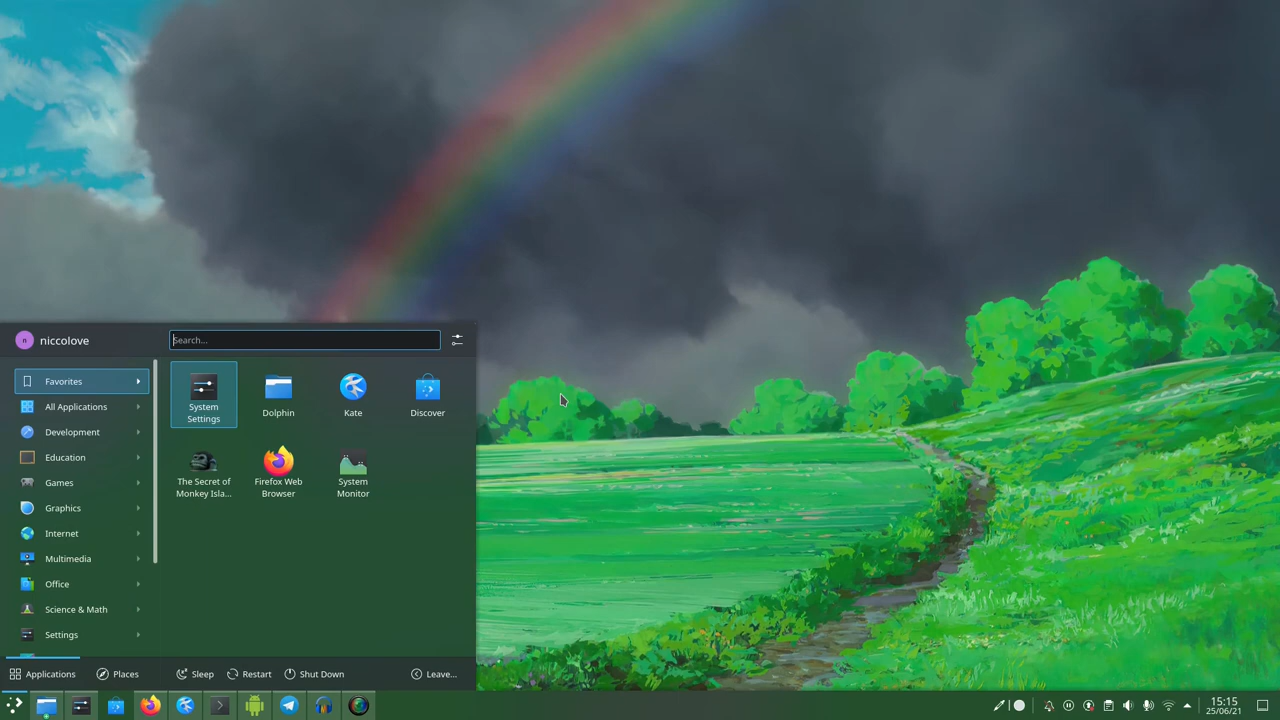 n
niccolove
Search...
Favorites
All Applications
Development
Education
Games
Graphics
Internet
Multimedia
Office
Science & Math
Settings
System
Settings
Dolphin
Kate
Discover
The Secret of
Monkey Isla...
Firefox Web
Browser
System
Monitor
Applications
Places
Sleep
Restart
Shut Down
Leave...
15:15
25/06/21